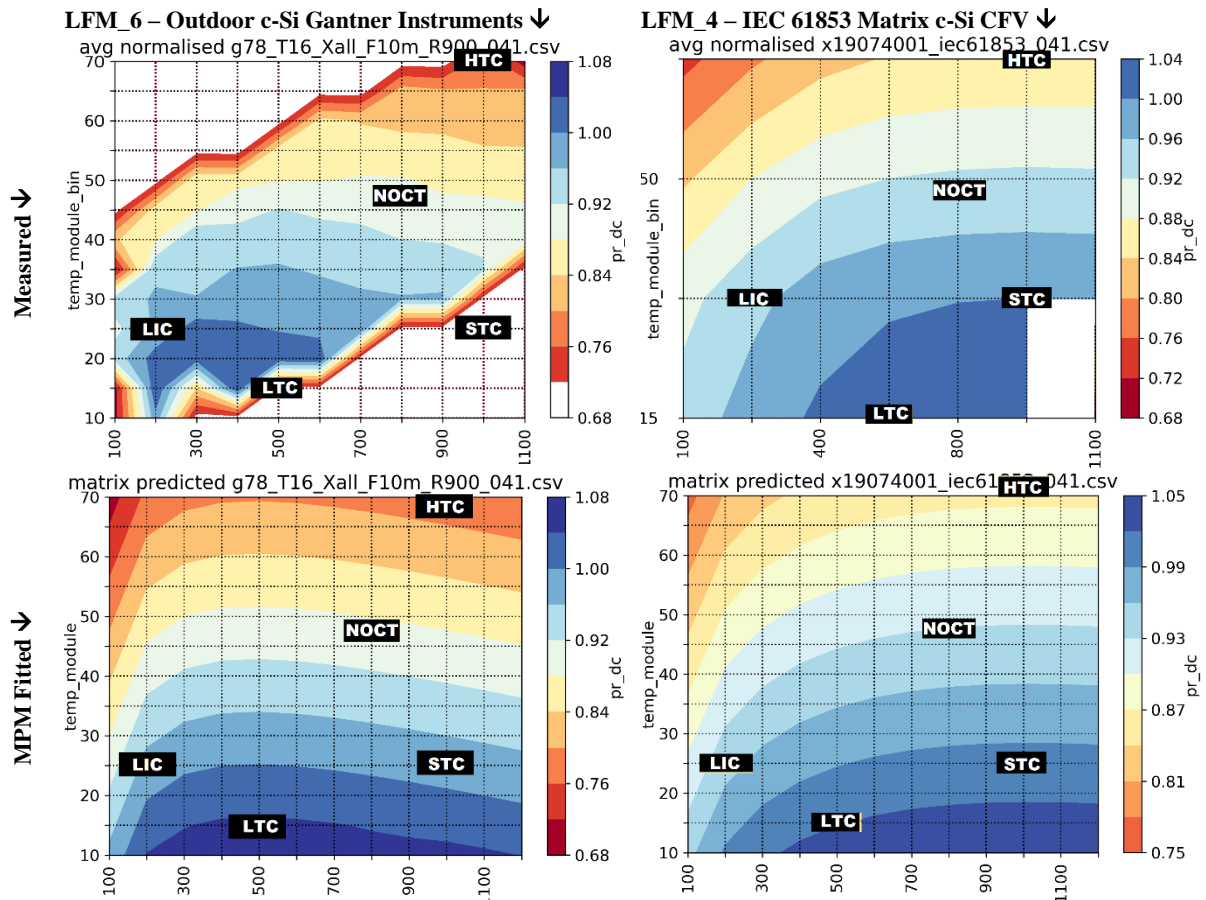 LFM_6 – Outdoor c-Si Gantner Instruments ↓
avg normalised g78_T16_Xall_F10m_R900_041.csv
Measured ↓
temp_module_bin
70
60
50
40
30
20
10
HTC
NOCT
LIC
STC
LTC
100
300
500
700
900
1100
1.08
1.00
0.92
0.84
0.76
0.68
pr_dc
LFM_4 – IEC 61853 Matrix c-Si CFV ↓
avg normalised x19074001_iec61853_041.csv
temp_module_bin
50
15
HTC
NOCT
LIC
STC
LTC
100
400
800
1100
1.04
1.00
0.96
0.92
0.88
0.84
0.80
0.76
0.72
0.68
pr_dc
matrix predicted g78_T16_Xall_F10m_R900_041.csv
MPM Fitted ↓
temp_module
70
60
50
40
30
20
10
HTC
NOCT
LIC
STC
LTC
100
300
500
700
900
1100
1.08
1.00
0.92
0.84
0.76
0.68
pr_dc
matrix predicted x19074001_iec61853_041.csv
temp_module
70
60
50
40
30
20
10
HTC
NOCT
LIC
STC
LTC
100
300
500
700
900
1100
1.05
0.99
0.93
0.87
0.81
0.75
pr_dc